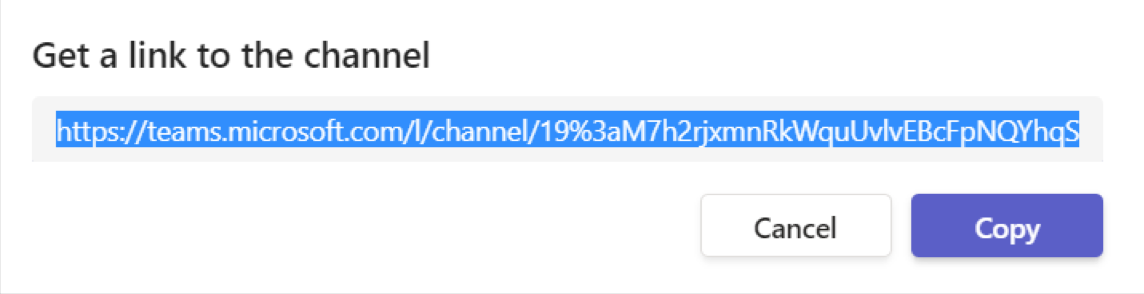 Get a link to the channel
https://teams.microsoft.com/l/channel/19%3aM7h2rjxmnRkWquUvlvEBcFpNQYhqS
Cancel
Copy